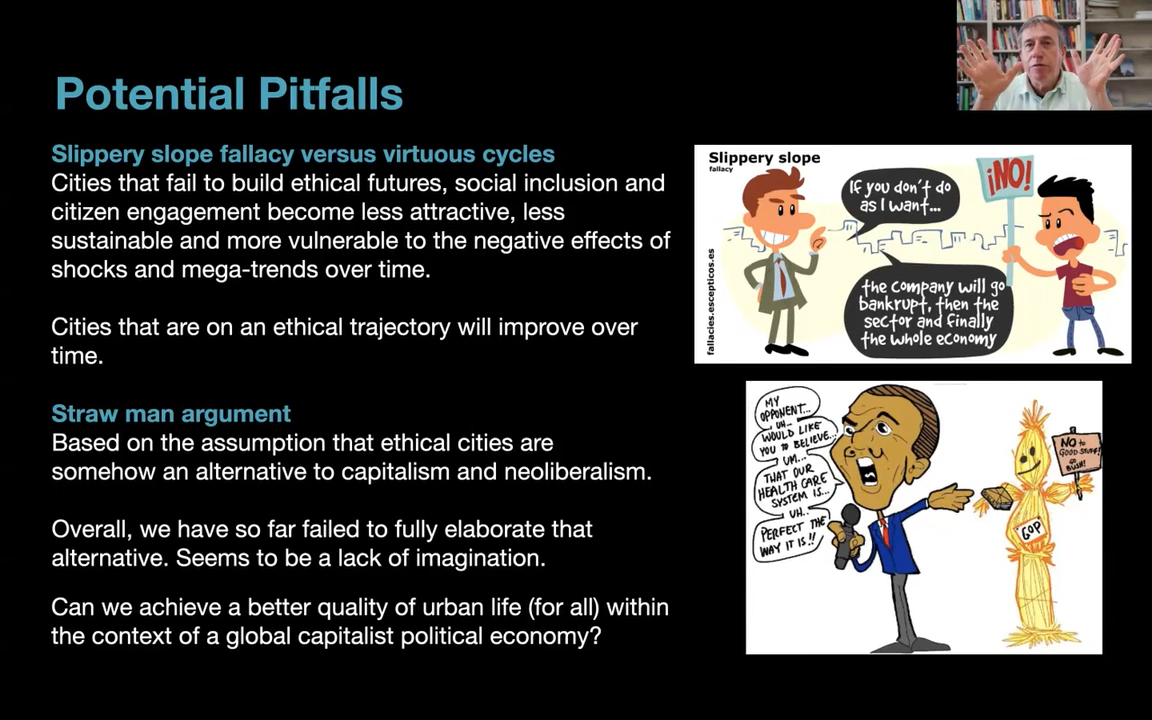 Potential Pitfalls
Slippery slope fallacy versus virtuous cycles
Cities that fail to build ethical futures, social inclusion and
citizen engagement become less attractive, less
sustainable and more vulnerable to the negative effects of
shocks and mega-trends over time.
Cities that are on an ethical trajectory will improve over
time.
Straw man argument
Based on the assumption that ethical cities are
somehow an alternative to capitalism and neoliberalism.
Overall, we have so far failed to fully elaborate that
alternative. Seems to be a lack of imagination.
Can we achieve a better quality of urban life (for all) within
the context of a global capitalist political economy?
Slippery slope
fallacy
If you don't do
as I want...
¡NO!
the company will go
bankrupt, then the
sector and finally
the whole economy
fallacies.escepticos.es
MY
OPPONENT...
UH..
WOULD LIKE
YOU TO BELIEVE...
UM...
THAT OUR
HEALTH CARE
SYSTEM IS...
UH..
PERFECT THE
WAY IT IS!!
NO to
GOOD STUFF!
GO
BUSH!
GOP